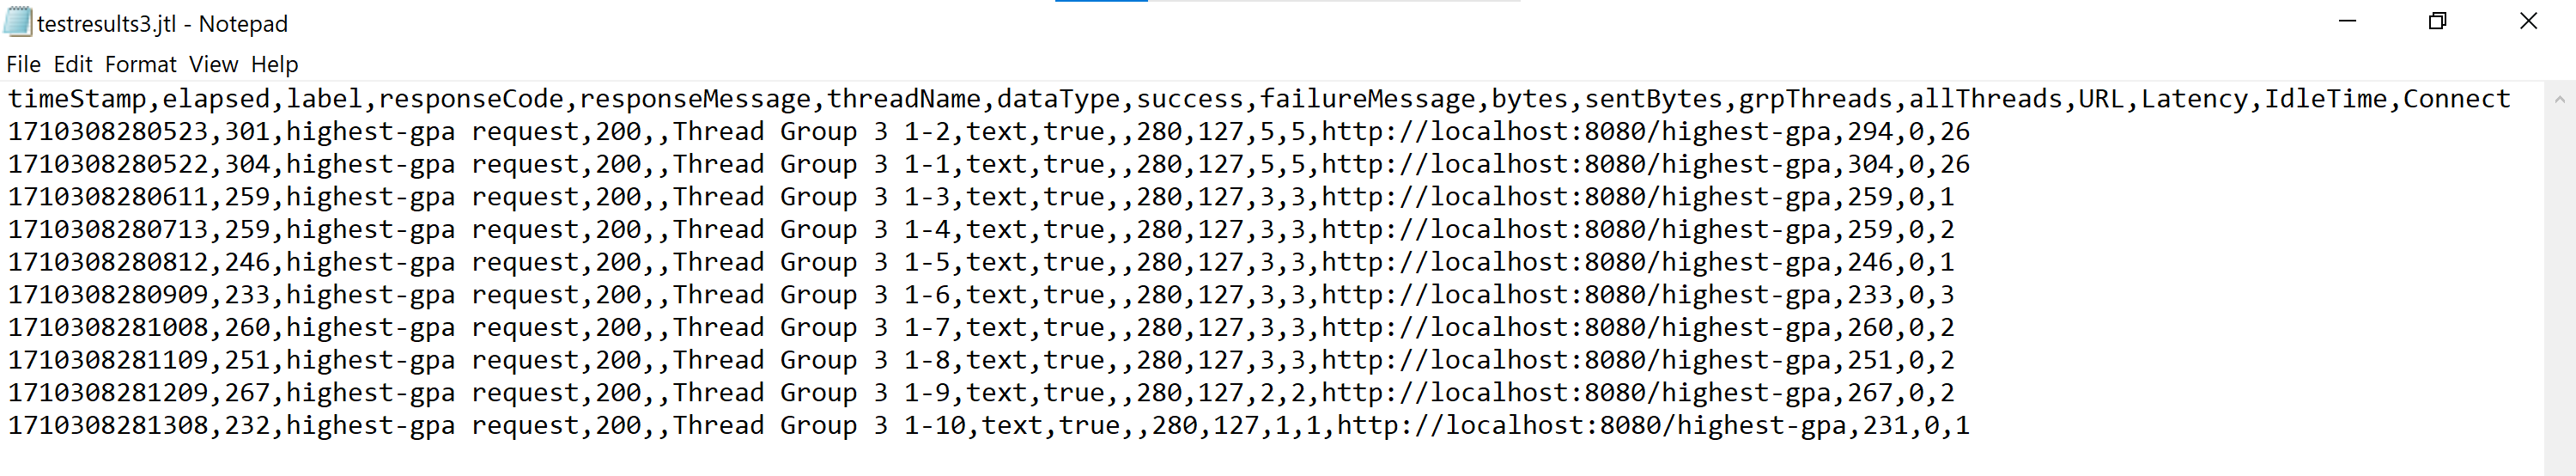 testresults3.jtl - Notepad
File Edit Format View Help
timeStamp,elapsed,label,responseCode,responseMessage,threadName,dataType,success,failureMessage,bytes,sentBytes,grpThreads,allThreads,URL,Latency,IdleTime,Connect
1710308280523,301,highest-gpa request,200,,Thread Group 3 1-2,text,true,,280,127,5,5,http://localhost:8080/highest-gpa,294,0,26
1710308280522,304,highest-gpa request,200,,Thread Group 3 1-1,text,true,,280,127,5,5,http://localhost:8080/highest-gpa,304,0,26
1710308280611,259,highest-gpa request,200,,Thread Group 3 1-3,text,true,,280,127,3,3,http://localhost:8080/highest-gpa,259,0,1
1710308280713,259,highest-gpa request,200,,Thread Group 3 1-4,text,true,,280,127,3,3,http://localhost:8080/highest-gpa,259,0,2
1710308280812,246,highest-gpa request,200,,Thread Group 3 1-5,text,true,,280,127,3,3,http://localhost:8080/highest-gpa,246,0,1
1710308280909,233,highest-gpa request,200,,Thread Group 3 1-6,text,true,,280,127,3,3,http://localhost:8080/highest-gpa,233,0,3
1710308281008,260,highest-gpa request,200,,Thread Group 3 1-7,text,true,,280,127,3,3,http://localhost:8080/highest-gpa,260,0,2
1710308281109,251,highest-gpa request,200,,Thread Group 3 1-8,text,true,,280,127,3,3,http://localhost:8080/highest-gpa,251,0,2
1710308281209,267,highest-gpa request,200,,Thread Group 3 1-9,text,true,,280,127,2,2,http://localhost:8080/highest-gpa,267,0,2
1710308281308,232,highest-gpa request,200,,Thread Group 3 1-10,text,true,,280,127,1,1,http://localhost:8080/highest-gpa,231,0,1